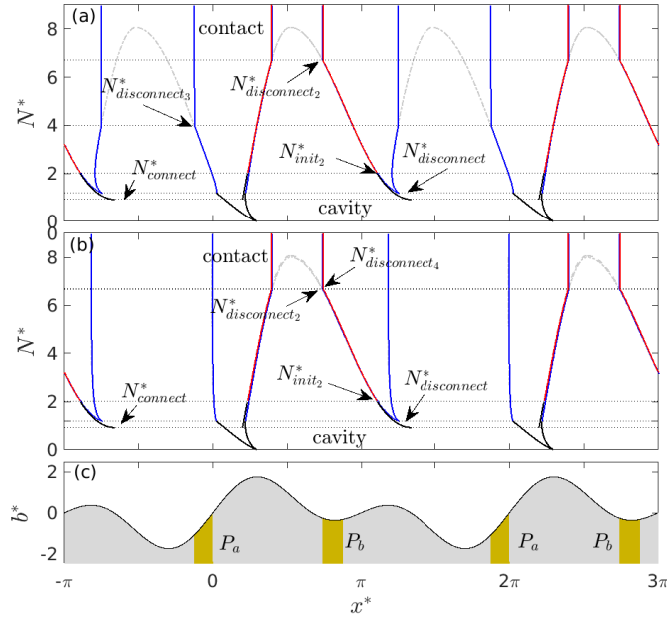 (a)
contact
8
N*disconnect3
N*disconnect2
6
N*
4
N*connect
N*init2
N*disconnect
2
cavity
0
0
(b)
contact
8
N*disconnect4
N*disconnect2
6
N*
4
N*connect
N*init2
N*disconnect
2
cavity
0
(c)
2
b*
0
Pa
Pb
Pa
Pb
-2
-π
0
π
2π
3π
x*